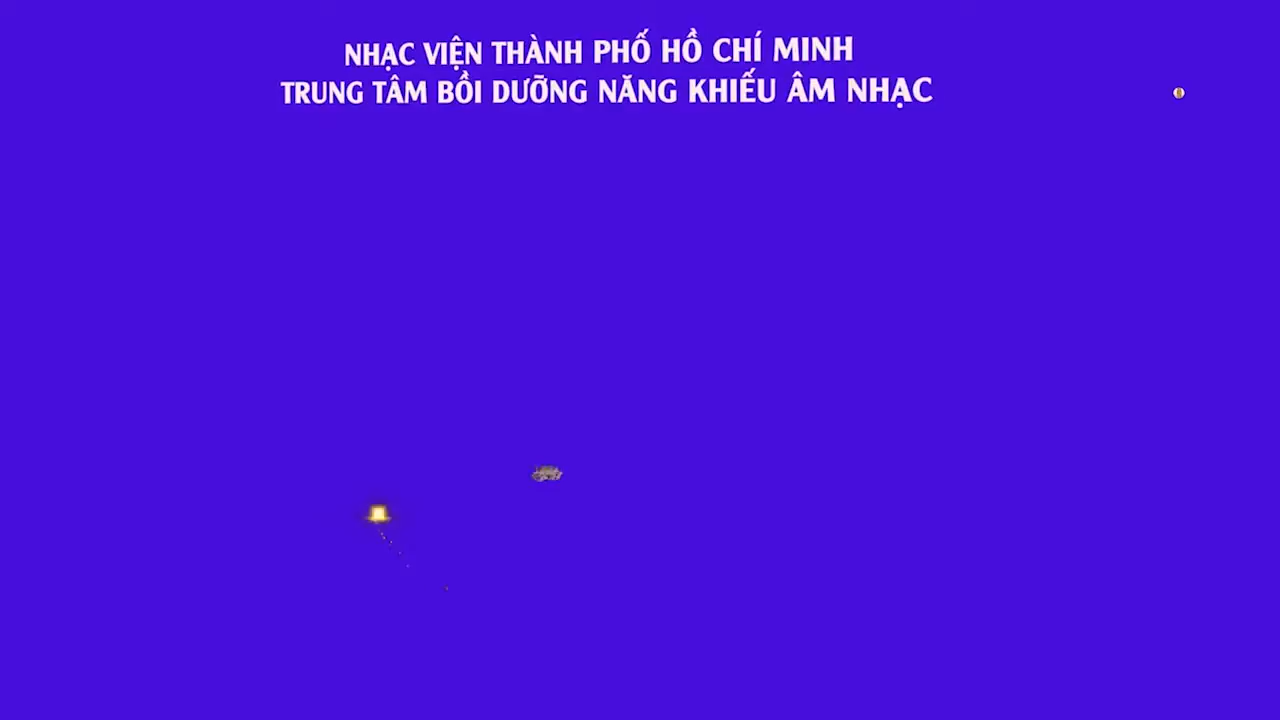 NHẠC VIỆN THÀNH PHỐ HỒ CHÍ MINH
TRUNG TÂM BỒI DƯỠNG NĂNG KHIẾU ÂM NHẠC